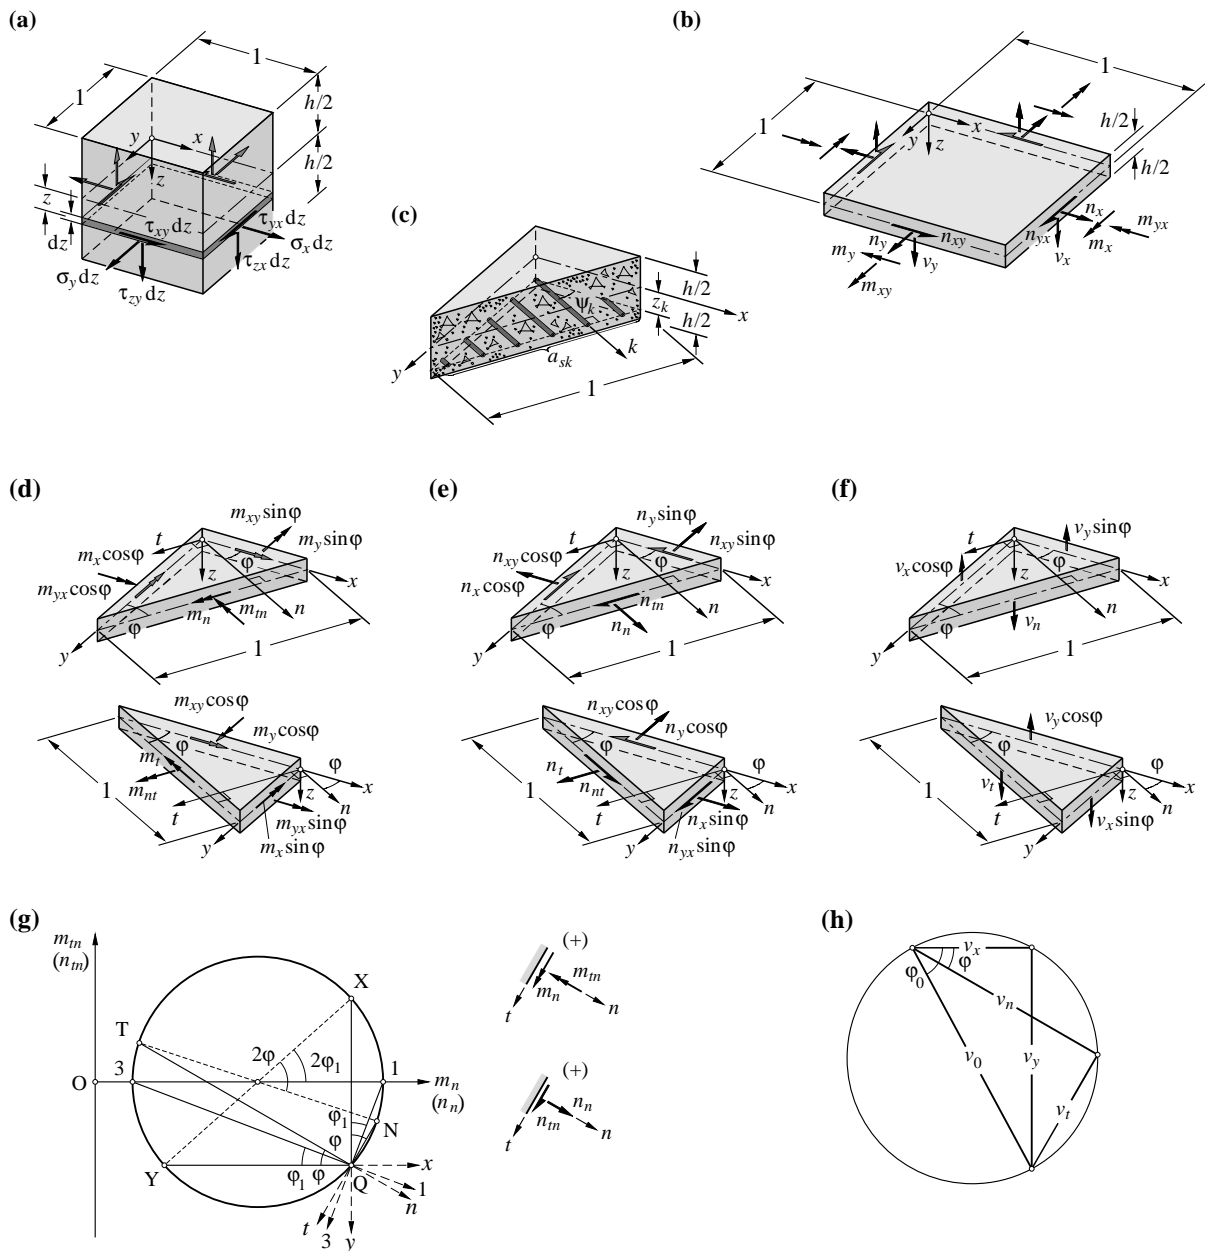 (a)
1
1
h/2
h/2
y
x
z
z
dz
τxy dz
τyx dz
σx dz
τzx dz
σy dz
τzy dz
(b)
1
1
h/2
h/2
x
y
z
nx
myx
mx
nyx
vx
nxy
ny
my
vy
mxy
(c)
h/2
zk
h/2
ψk
x
k
ask
y
1
(d)
mxy sinφ
my sinφ
t
mx cosφ
φ
myx cosφ
z
x
mn
mtn
n
φ
y
1
mxy cosφ
my cosφ
φ
mt
mnt
1
φ
x
z
n
t
myx sinφ
y
mx sinφ
(e)
ny sinφ
nxy sinφ
t
nxy cosφ
nx cosφ
φ
z
x
ntn
nn
n
φ
y
1
nxy cosφ
ny cosφ
φ
nt
nnt
1
φ
x
z
n
t
nx sinφ
y
nyx sinφ
(f)
vy sinφ
t
vx cosφ
φ
z
x
vn
n
φ
y
1
vy cosφ
φ
vt
1
φ
x
z
n
t
vx sinφ
y
(g)
mtn
(ntn)
X
T
2φ
2φ1
O
3
1
mn
(nn)
φ1
N
φ
Y
φ1
φ
Q
x
1
n
t
3
y
(+)
mtn
mn
t
n
(+)
nn
ntn
t
n
(h)
vx
φ0
φ
vn
v0
vy
vt